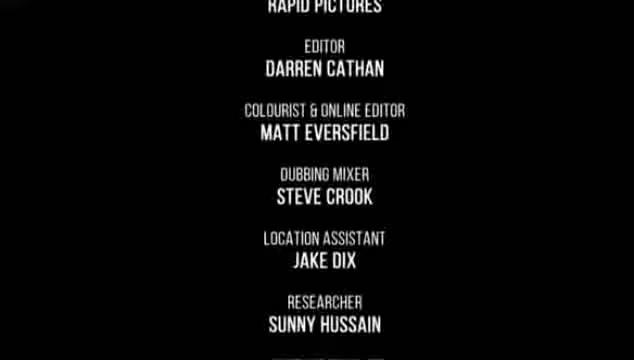 RAPID PICTURES
EDITOR
DARREN CATHAN
COLOURIST & ONLINE EDITOR
MATT EVERSFIELD
DUBBING MIXER
STEVE CROOK
LOCATION ASSISTANT
JAKE DIX
RESEARCHER
SUNNY HUSSAIN